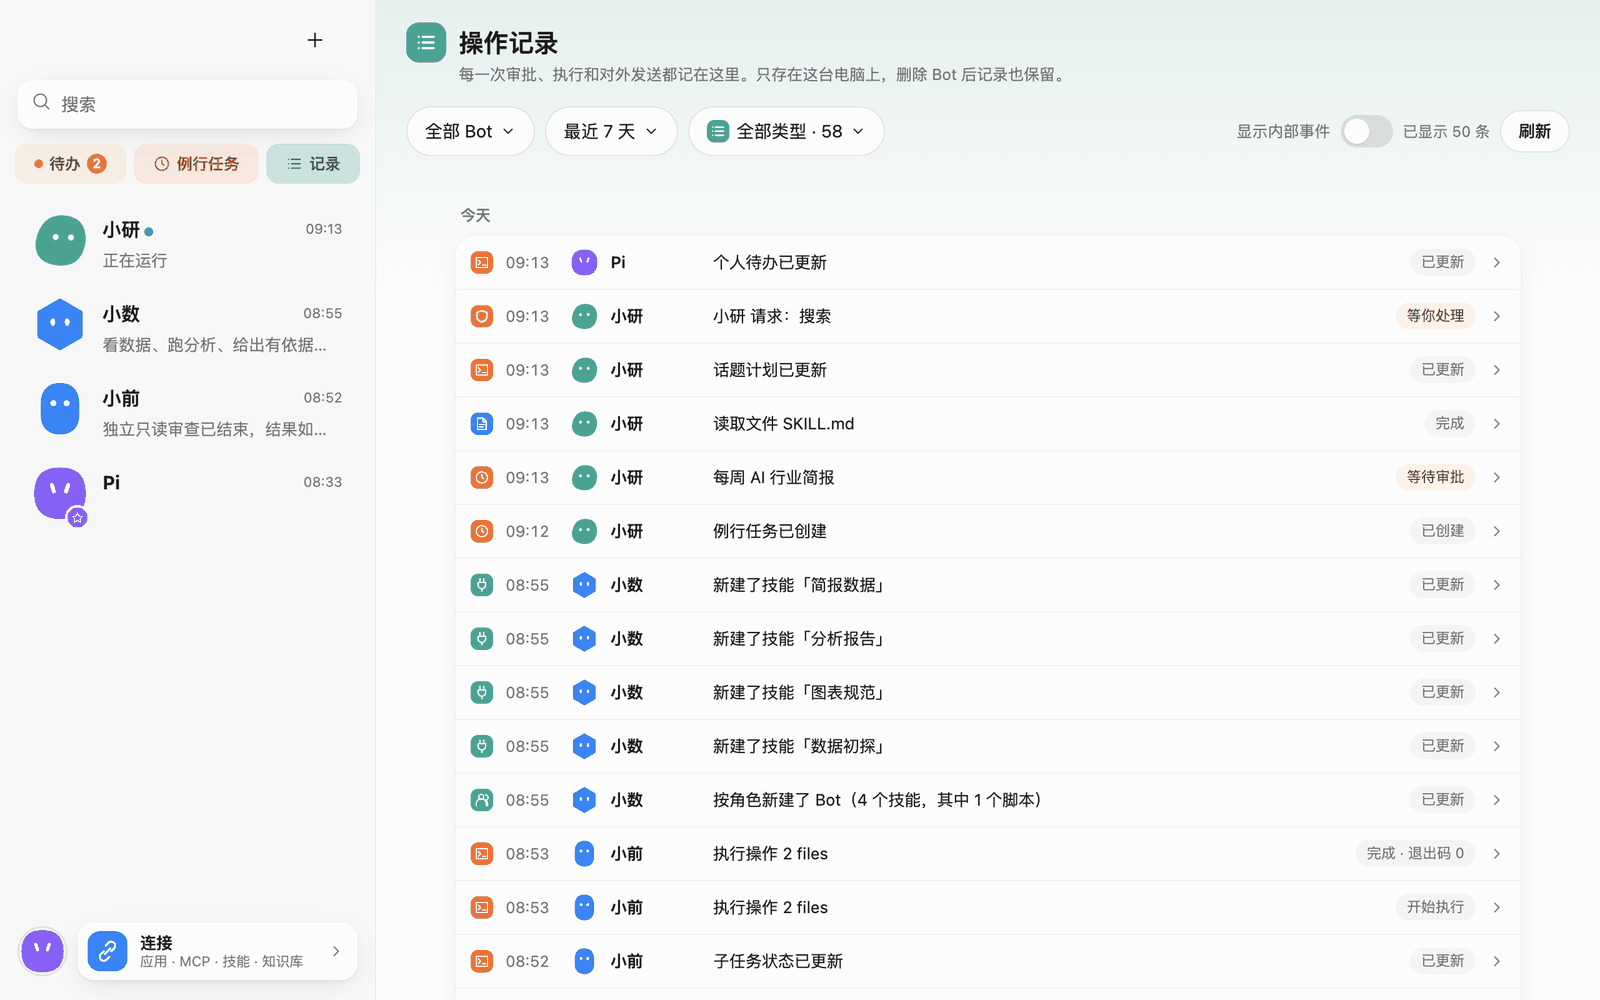 搜索
待办 2
例行任务
记录
小研
09:13
正在运行
小数
08:55
看数据、跑分析、给出有依据...
小前
08:52
独立只读审查已结束，结果如...
Pi
08:33
连接
应用 · MCP · 技能 · 知识库
操作记录
每一次审批、执行和对外发送都记在这里。只存在这台电脑上，删除 Bot 后记录也保留。
全部 Bot
最近 7 天
全部类型 · 58
显示内部事件
已显示 50 条
刷新
今天
09:13 Pi 个人待办已更新 已更新
09:13 小研 小研 请求：搜索 等你处理
09:13 小研 话题计划已更新 已更新
09:13 小研 读取文件 SKILL.md 完成
09:13 小研 每周 AI 行业简报 等待审批
09:12 小研 例行任务已创建 已创建
08:55 小数 新建了技能「简报数据」 已更新
08:55 小数 新建了技能「分析报告」 已更新
08:55 小数 新建了技能「图表规范」 已更新
08:55 小数 新建了技能「数据初探」 已更新
08:55 小数 按角色新建了 Bot（4 个技能，其中 1 个脚本） 已更新
08:53 小前 执行操作 2 files 完成 · 退出码 0
08:53 小前 执行操作 2 files 开始执行
08:52 小前 子任务状态已更新 已更新